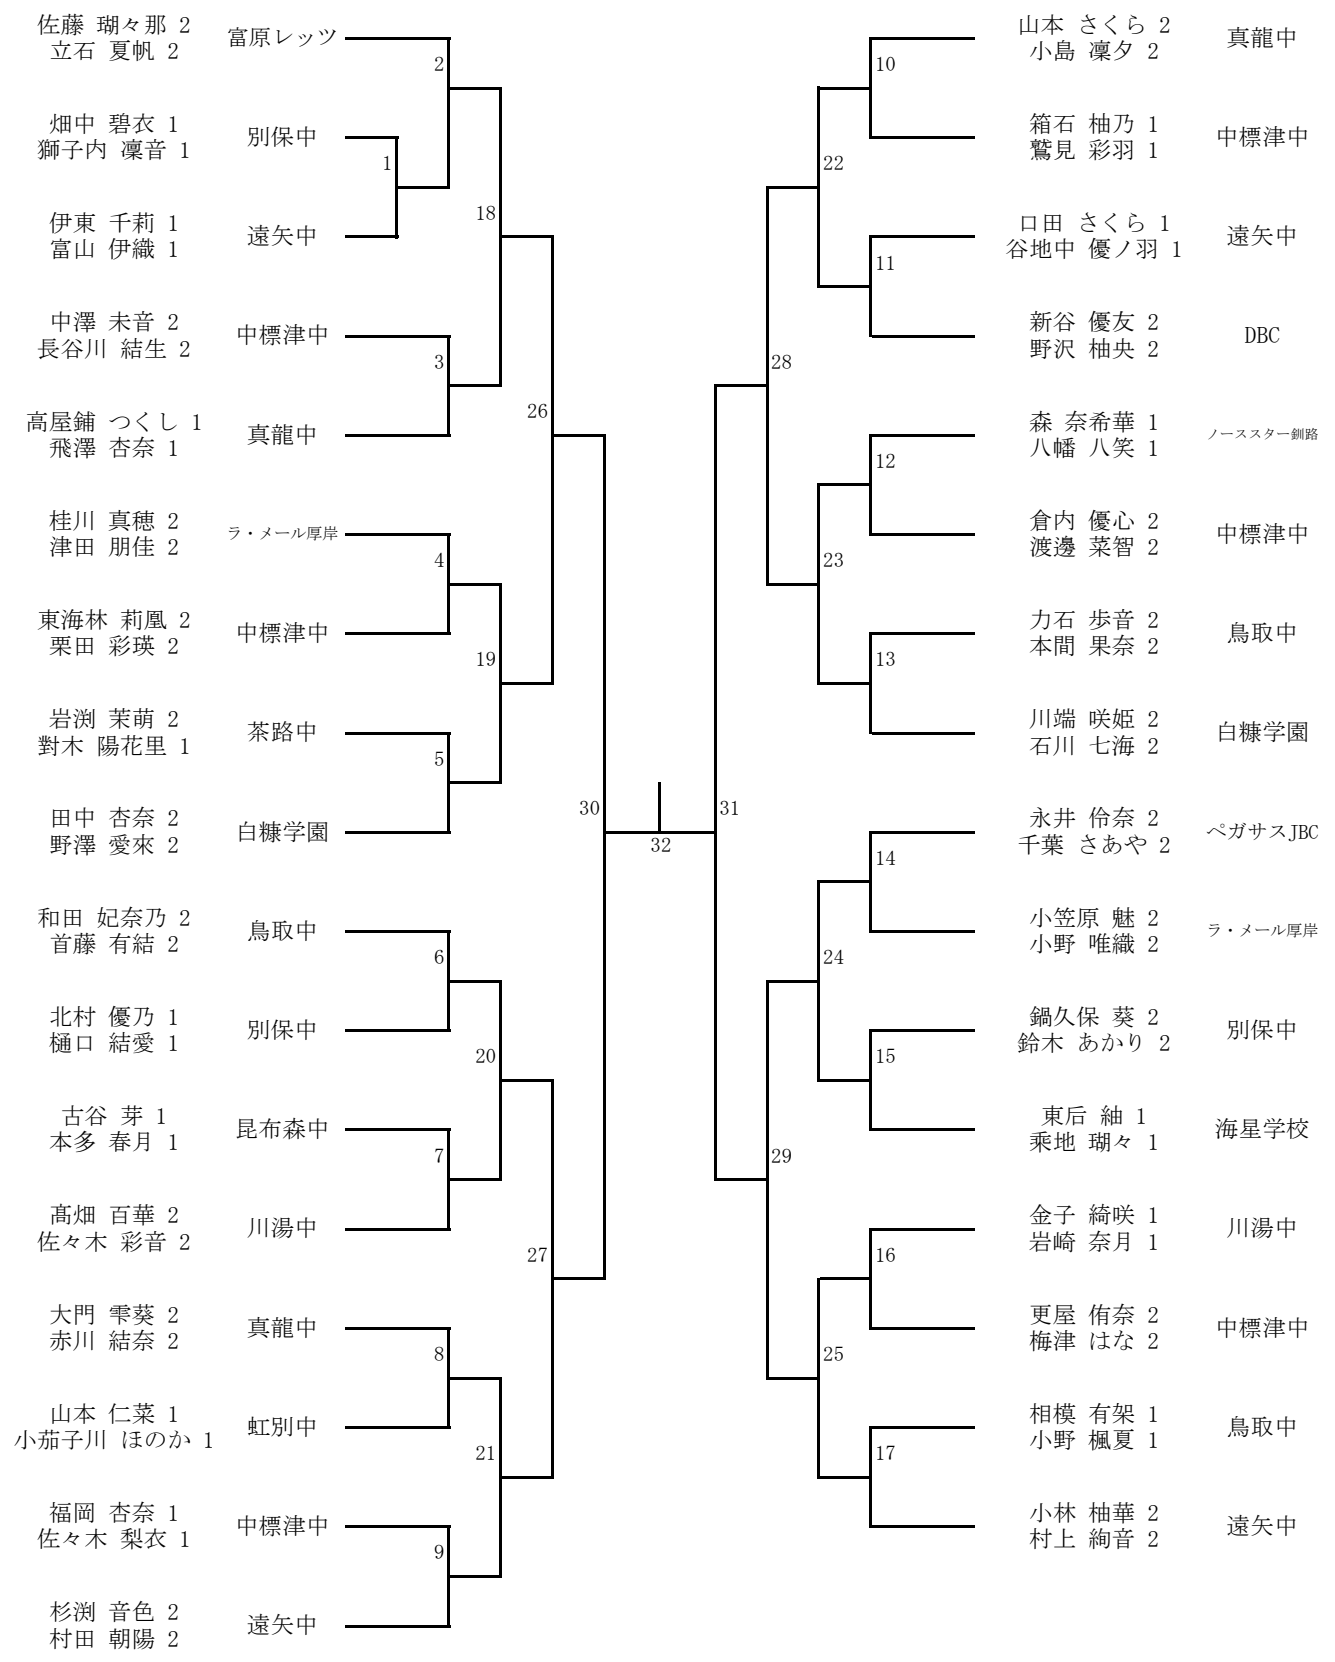 佐藤 瑚々那 2
立石 夏帆 2
富原レッツ
2
畑中 碧衣 1
獅子内 凜音 1
別保中
1
伊東 千莉 1
富山 伊織 1
遠矢中
18
中澤 未音 2
長谷川 結生 2
中標津中
3
高屋鋪 つくし 1
飛澤 杏奈 1
真龍中
26
桂川 真穂 2
津田 朋佳 2
ラ・メール厚岸
4
東海林 莉凰 2
栗田 彩瑛 2
中標津中
19
岩渕 茉萌 2
對木 陽花里 1
茶路中
5
田中 杏奈 2
野澤 愛來 2
白糠学園
30
和田 妃奈乃 2
首藤 有結 2
鳥取中
6
北村 優乃 1
樋口 結愛 1
別保中
20
古谷 芽 1
本多 春月 1
昆布森中
7
髙畑 百華 2
佐々木 彩音 2
川湯中
27
大門 雫葵 2
赤川 結奈 2
真龍中
8
山本 仁菜 1
小茄子川 ほのか 1
虹別中
21
福岡 杏奈 1
佐々木 梨衣 1
中標津中
9
杉渕 音色 2
村田 朝陽 2
遠矢中
32
山本 さくら 2
小島 凜夕 2
真龍中
10
箱石 柚乃 1
鷲見 彩羽 1
中標津中
22
口田 さくら 1
谷地中 優ノ羽 1
遠矢中
11
新谷 優友 2
野沢 柚央 2
DBC
28
森 奈希華 1
八幡 八笑 1
ノーススター釧路
12
倉内 優心 2
渡邊 菜智 2
中標津中
23
力石 歩音 2
本間 果奈 2
鳥取中
13
川端 咲姫 2
石川 七海 2
白糠学園
31
永井 伶奈 2
千葉 さあや 2
ペガサスJBC
14
小笠原 魅 2
小野 唯織 2
ラ・メール厚岸
24
鍋久保 葵 2
鈴木 あかり 2
別保中
15
東后 紬 1
乘地 瑚々 1
海星学校
29
金子 綺咲 1
岩崎 奈月 1
川湯中
16
更屋 侑奈 2
梅津 はな 2
中標津中
25
相模 有架 1
小野 楓夏 1
鳥取中
17
小林 柚華 2
村上 絢音 2
遠矢中